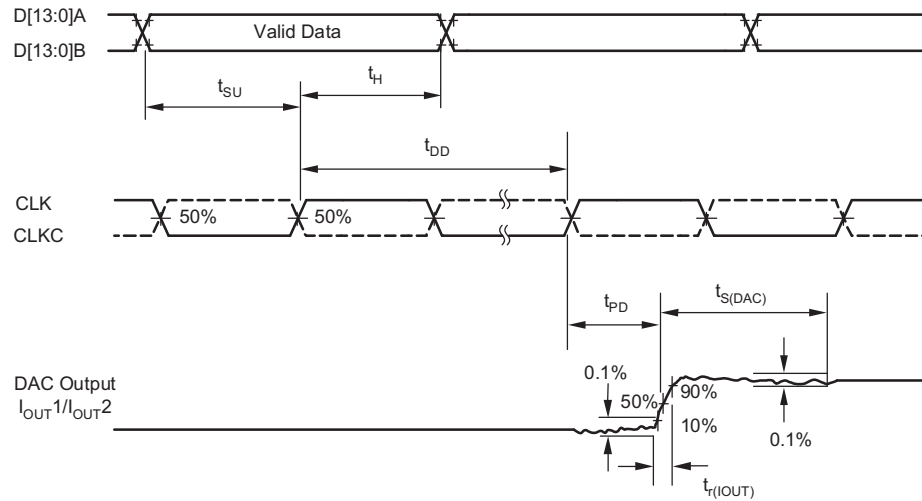 D[13:0]A
D[13:0]B
Valid Data
tSU
tH
tDD
CLK
CLKC
50%
50%
tPD
tS(DAC)
DAC Output
IOUT1/IOUT2
0.1%
50%
90%
10%
0.1%
tr(IOUT)